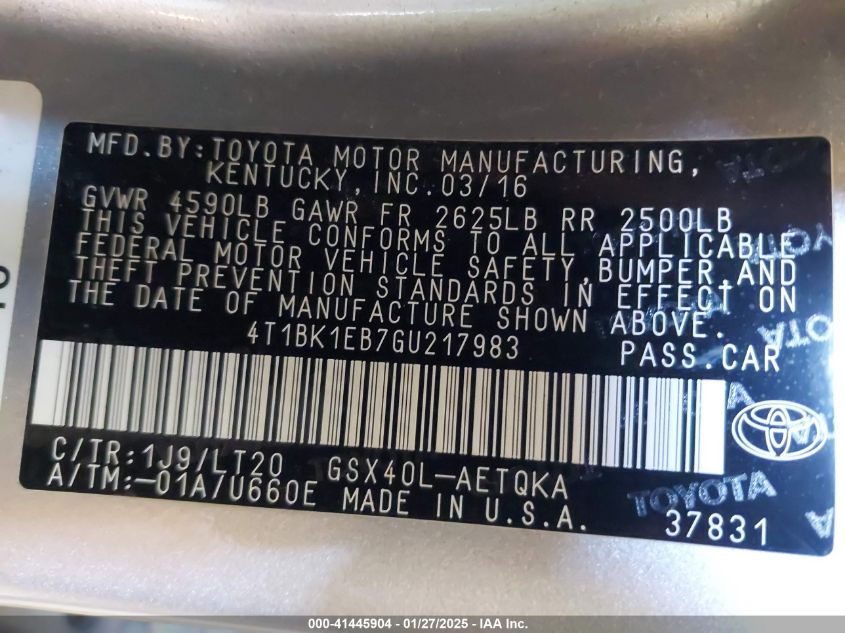 MFD.BY:TOYOTA MOTOR MANUFACTURING,
KENTUCKY, INC. 03/16
GVWR 4590LB GAWR FR 2625LB RR 2500LB
THIS VEHICLE CONFORMS TO ALL APPLICABLE
FEDERAL MOTOR VEHICLE SAFETY, BUMPER,AND
THEFT PREVENTION STANDARDS IN EFFECT ON
THE DATE OF MANUFACTURE SHOWN ABOVE.
4T1BK1EB7GU217983 PASS.CAR
C/TR:1J9/LT20 GSX40L-AETQKA
A/TM:-01A/U660E MADE IN U.S.A.
TOYOTA
37831
000-41445904 - 01/27/2025 - IAA Inc.